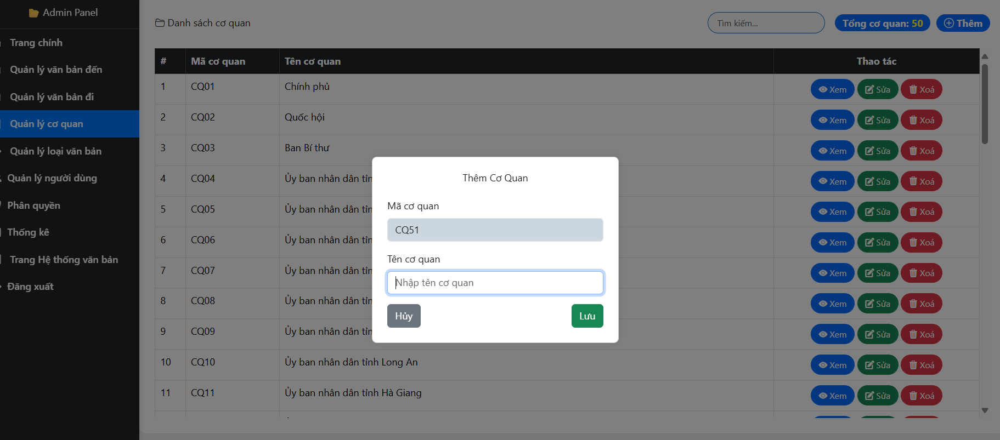 Admin Panel
Trang chính
Quản lý văn bản đến
Quản lý văn bản đi
Quản lý cơ quan
Quản lý loại văn bản
Quản lý người dùng
Phân quyền
Thống kê
Trang Hệ thống văn bản
Đăng xuất
Danh sách cơ quan
Tìm kiếm...
Tổng cơ quan: 50
Thêm
# Mã cơ quan Tên cơ quan Thao tác
1 CQ01 Chính phủ Xem Sửa Xoá
2 CQ02 Quốc hội Xem Sửa Xoá
3 CQ03 Ban Bí thư Xem Sửa Xoá
4 CQ04 Ủy ban nhân dân Xem Sửa Xoá
5 CQ05 Ủy ban nhân dân Xem Sửa Xoá
6 CQ06 Ủy ban nhân dân Xem Sửa Xoá
7 CQ07 Ủy ban nhân dân Xem Sửa Xoá
8 CQ08 Ủy ban nhân dân Xem Sửa Xoá
9 CQ09 Ủy ban nhân dân Xem Sửa Xoá
10 CQ10 Ủy ban nhân dân tỉnh Long An Xem Sửa Xoá
11 CQ11 Ủy ban nhân dân tỉnh Hà Giang Xem Sửa Xoá
Thêm Cơ Quan
Mã cơ quan
CQ51
Tên cơ quan
Nhập tên cơ quan
Hủy Lưu